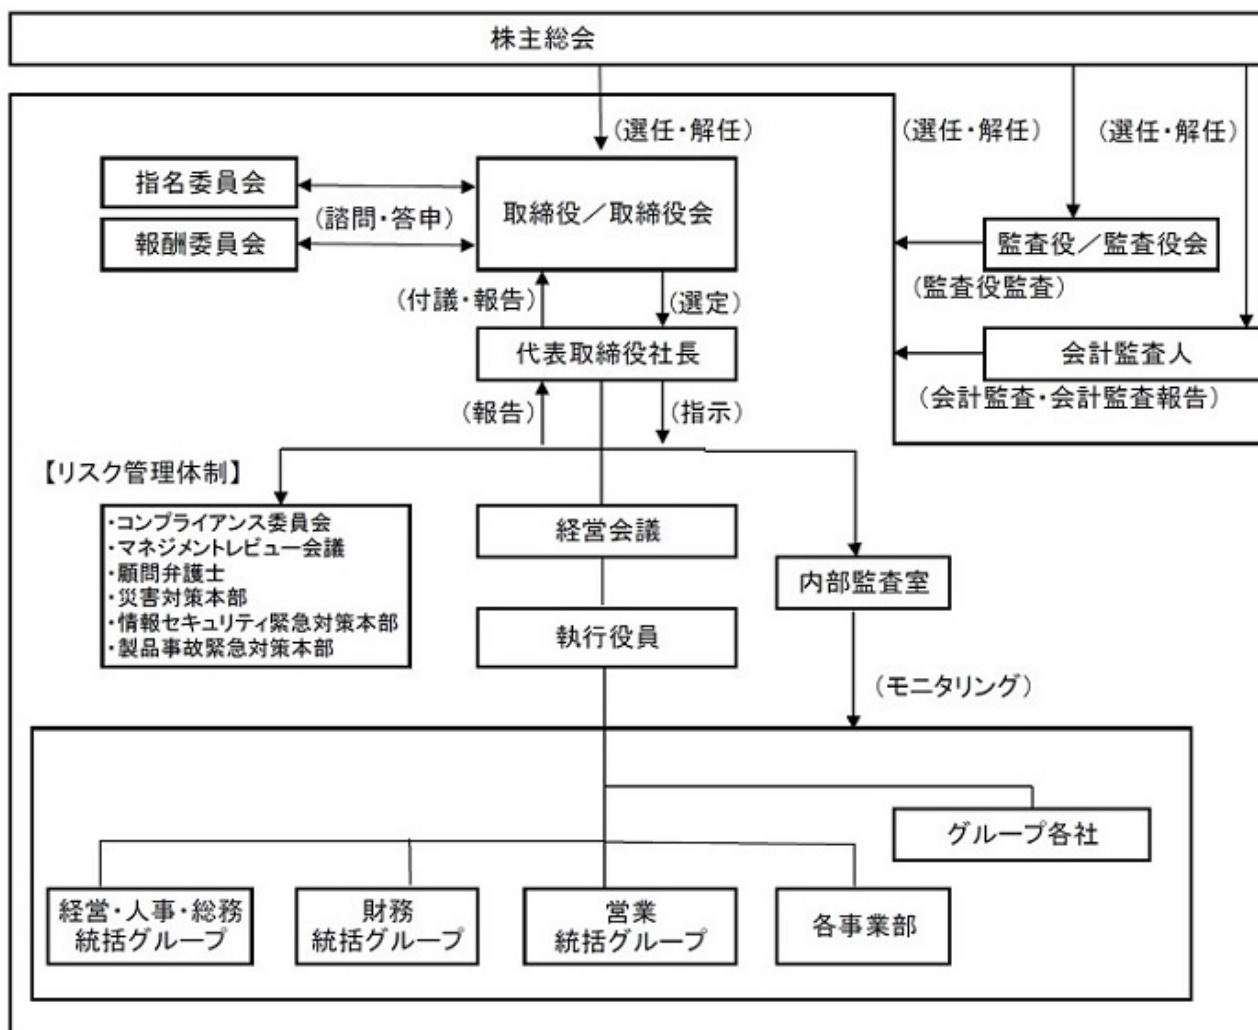 株主総会
(選任・解任)
(選任・解任)
(選任・解任)
指名委員会
取締役／取締役会
(諮問・答申)
報酬委員会
監査役／監査役会
(監査役監査)
(付議・報告)
(選定)
代表取締役社長
会計監査人
(会計監査・会計監査報告)
(報告)
(指示)
【リスク管理体制】
・コンプライアンス委員会
・マネジメントレビュー会議
・顧問弁護士
・災害対策本部
・情報セキュリティ緊急対策本部
・製品事故緊急対策本部
経営会議
内部監査室
執行役員
(モニタリング)
グループ各社
経営・人事・総務
統括グループ
財務
統括グループ
営業
統括グループ
各事業部